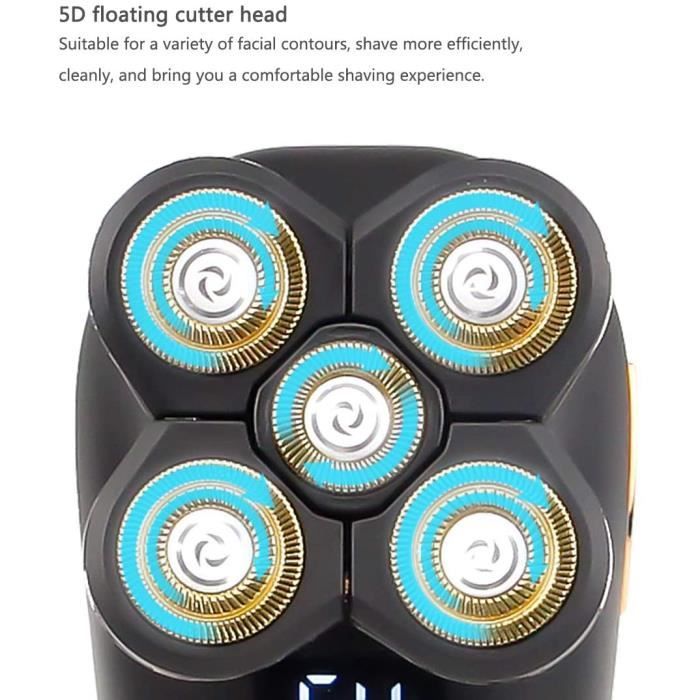 5D floating cutter head
Suitable for a variety of facial contours, shave more efficiently,
cleanly, and bring you a comfortable shaving experience.